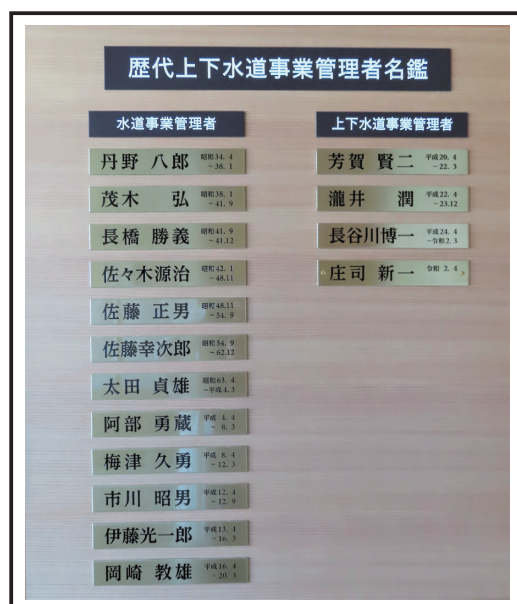 歴代上下水道事業管理者名鑑
水道事業管理者
丹野 八郎 昭和34. 4
~38. 1
茂木 弘 昭和38. 1
~41. 9
長橋 勝義 昭和41. 9
~41.12
佐々木源治 昭和42. 1
~48.11
佐藤 正男 昭和48.11
~54. 9
佐藤幸次郎 昭和54. 9
~62.12
太田 貞雄 昭和63. 4
~平成4. 3
阿部 勇蔵 平成 4. 4
~ 8. 3
梅津 久勇 平成 8. 4
~12. 3
市川 昭男 平成12. 4
~12. 9
伊藤光一郎 平成13. 4
~16. 3
岡崎 教雄 平成16. 4
~20. 3
上下水道事業管理者
芳賀 賢二 平成20. 4
~22. 3
瀧井 潤 平成22. 4
~23.12
長谷川博一 平成24. 4
~令和2. 3
庄司 新一 令和 2. 4